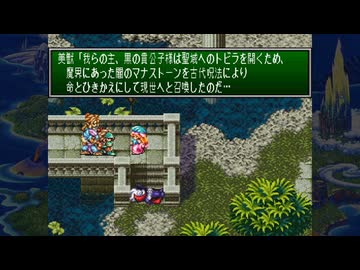 美獣「我らの主、黒の貴公子様は聖域へのトビラを開くため、
魔界にあった闇のマナストーンを古代呪法により
命とひきかえにして現世へと召喚したのだ…